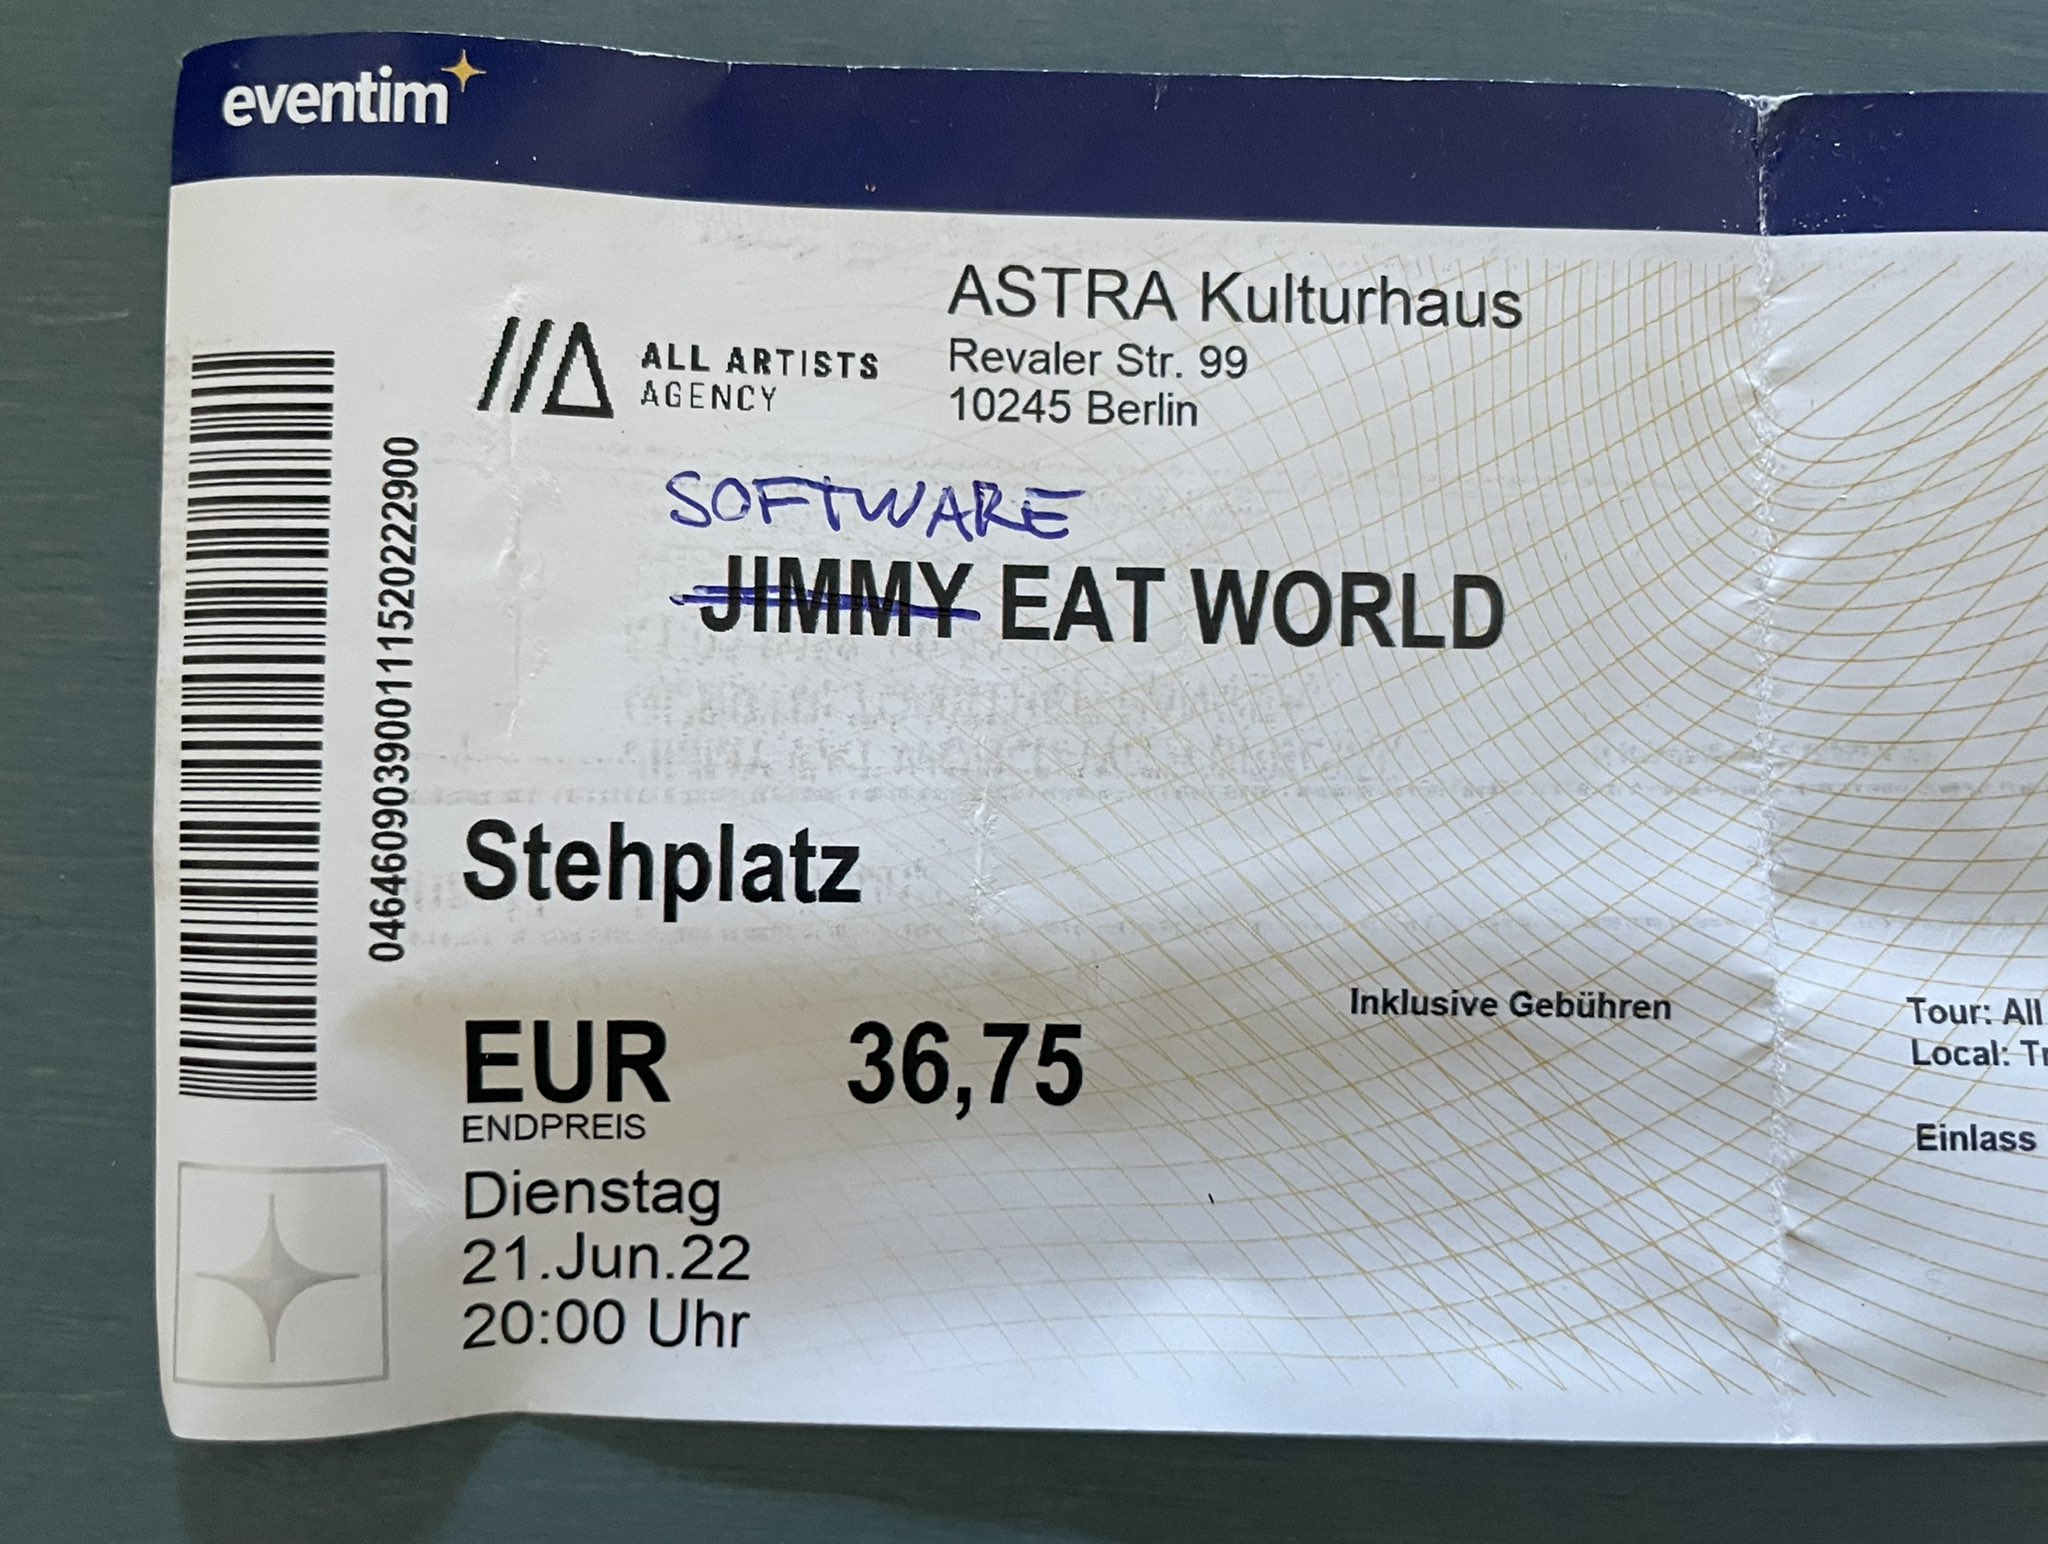 eventim
ALL ARTISTS
AGENCY
ASTRA Kulturhaus
Revaler Str. 99
10245 Berlin
SOFTWARE
JIMMY EAT WORLD
Stehplatz
EUR 36,75
ENDPREIS
Inklusive Gebühren
Dienstag
21.Jun.22
20:00 Uhr
046460903900111520222900
Tour: All
Local: Tr
Einlass